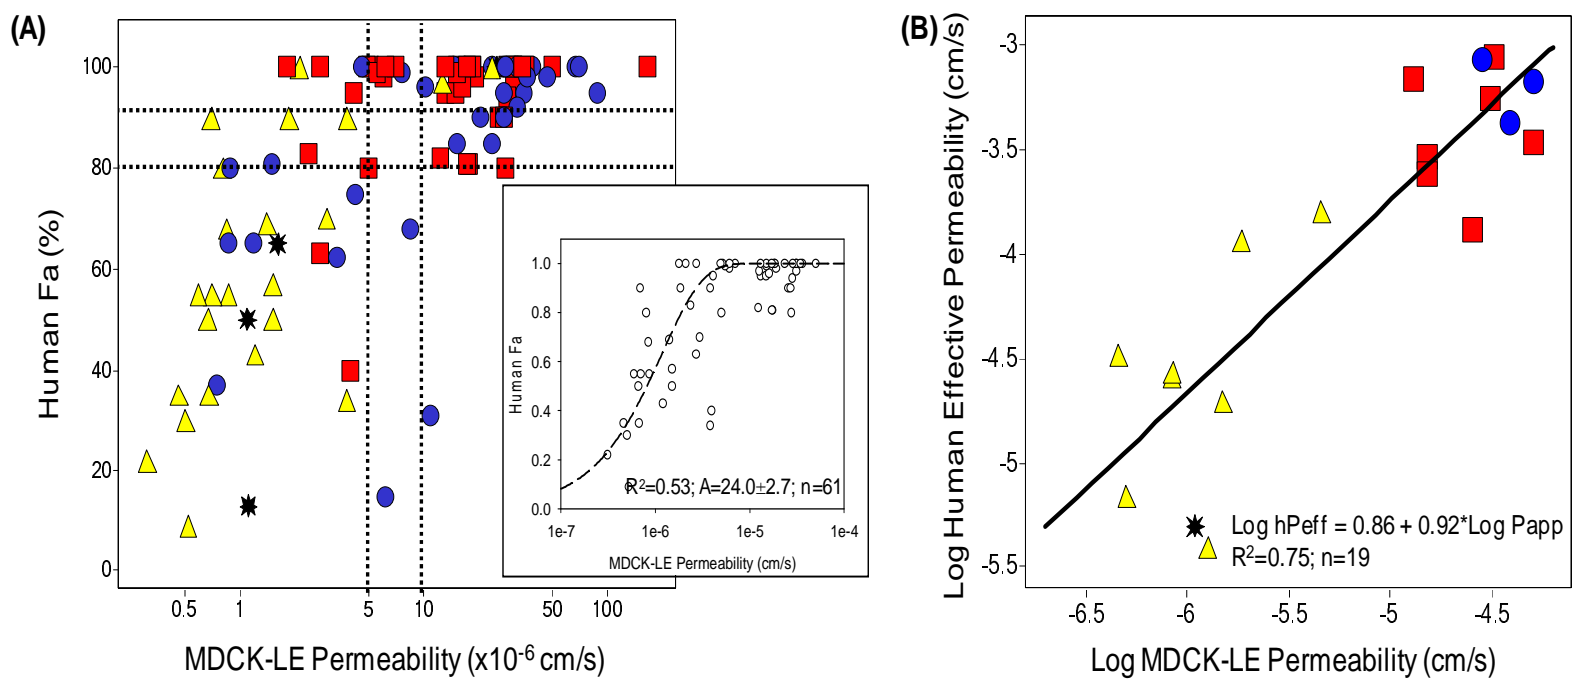 (A)
Human Fa (%)
100
80
60
40
20
0
0.5 1 5 10 50 100
MDCK-LE Permeability (x10-6 cm/s)
Human Fa
1.0
0.8
0.6
0.4
0.2
0.0
R2=0.53; A=24.0±2.7; n=61
1e-7 1e-6 1e-5 1e-4
MDCK-LE Permeability (cm/s)
(B)
Log Human Effective Permeability (cm/s)
-3
-3.5
-4
-4.5
-5
-5.5
Log hPeff = 0.86 + 0.92*Log Papp
R2=0.75; n=19
-6.5 -6 -5.5 -5 -4.5
Log MDCK-LE Permeability (cm/s)